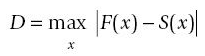 D = max |F(x) − S(x)|
x